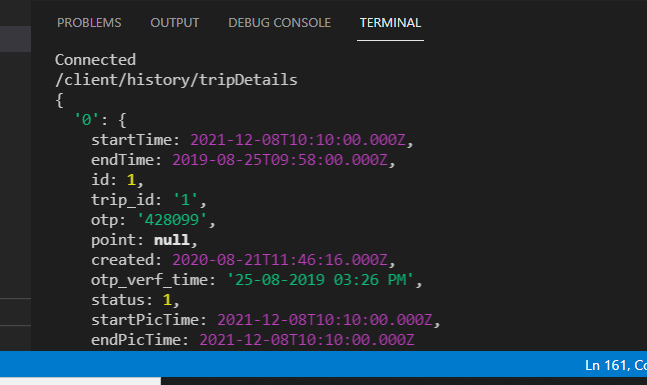 PROBLEMS OUTPUT DEBUG CONSOLE TERMINAL
Connected
/client/history/tripDetails
{
  '0': {
    startTime: 2021-12-08T10:10:00.000Z,
    endTime: 2019-08-25T09:58:00.000Z,
    id: 1,
    trip_id: '1',
    otp: '428099',
    point: null,
    created: 2020-08-21T11:46:16.000Z,
    otp_verf_time: '25-08-2019 03:26 PM',
    status: 1,
    startPicTime: 2021-12-08T10:10:00.000Z,
    endPicTime: 2021-12-08T10:10:00.000Z
Ln 161, Co